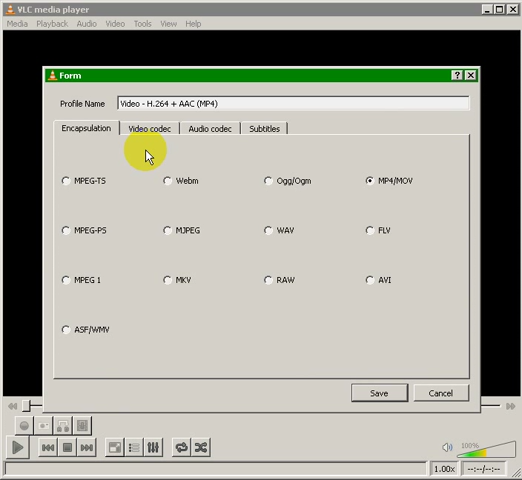 VLC media player
Media Playback Audio Video Tools View Help
Form
Profile Name Video - H.264 + AAC (MP4)
Encapsulation Video codec Audio codec Subtitles
MPEG-TS Webm Ogg/Ogm MP4/MOV
MPEG-PS MJPEG WAV FLV
MPEG 1 MKV RAW AVI
ASF/WMV
Save Cancel
100%
1.00x --:--/--:--